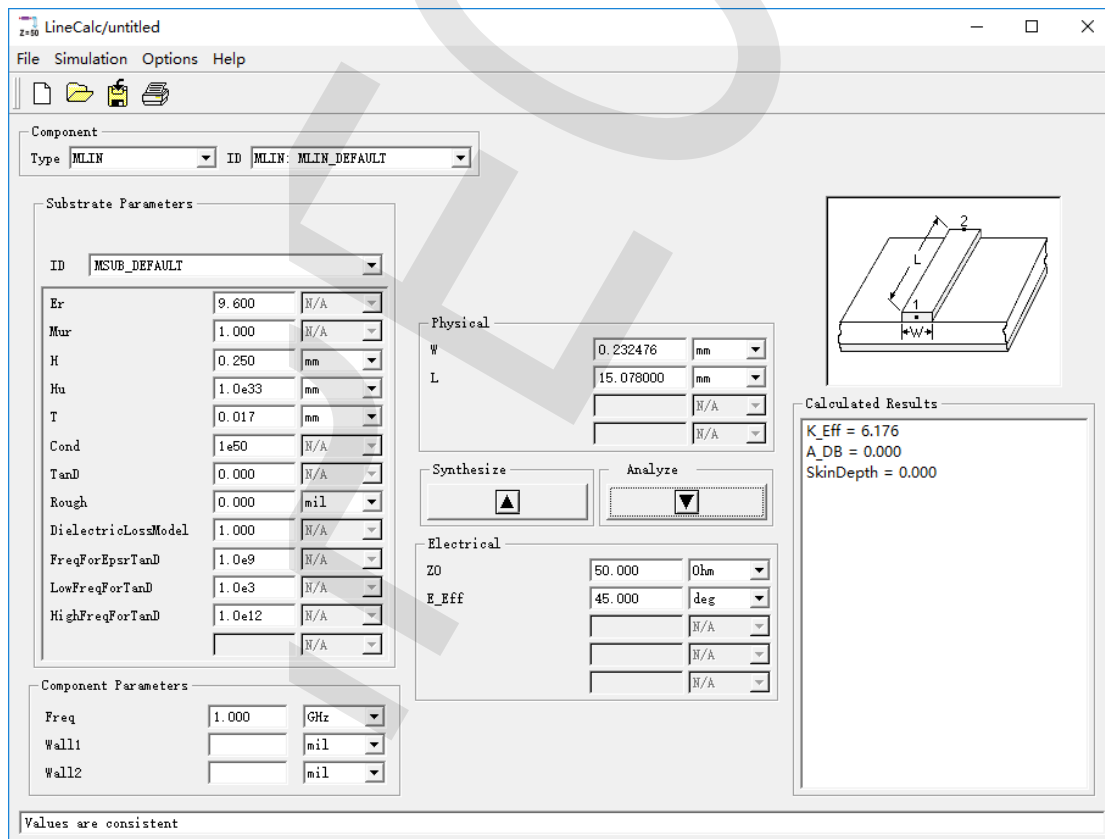 LineCalc/untitled
File Simulation Options Help
Component
Type MLIN ID MLIN: MLIN_DEFAULT
Substrate Parameters
ID MSUB_DEFAULT
Er 9.600 N/A
Mur 1.000 N/A
H 0.250 mm
Hu 1.0e33 mm
T 0.017 mm
Cond 1e50 N/A
TanD 0.000 N/A
Rough 0.000 mil
DielectricLossModel 1.000 N/A
FreqForEpsrTanD 1.0e9 N/A
LowFreqForTanD 1.0e3 N/A
HighFreqForTanD 1.0e12 N/A
N/A
Component Parameters
Freq 1.000 GHz
Wall1 mil
Wall2 mil
Physical
W 0.232476 mm
L 15.078000 mm
N/A
N/A
Synthesize Analyze
Electrical
Z0 50.000 Ohm
E_Eff 45.000 deg
N/A
N/A
N/A
2
L
1
W
Calculated Results
K_Eff = 6.176
A_DB = 0.000
SkinDepth = 0.000
Values are consistent